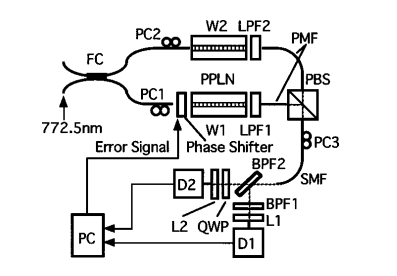 PC2 W2 LPF2
FC PMF
PPLN PBS
PC1
772.5nm W1 LPF1
Error Signal Phase Shifter PC3
BPF2
D2 SMF
BPF1
PC L2 QWP L1
D1